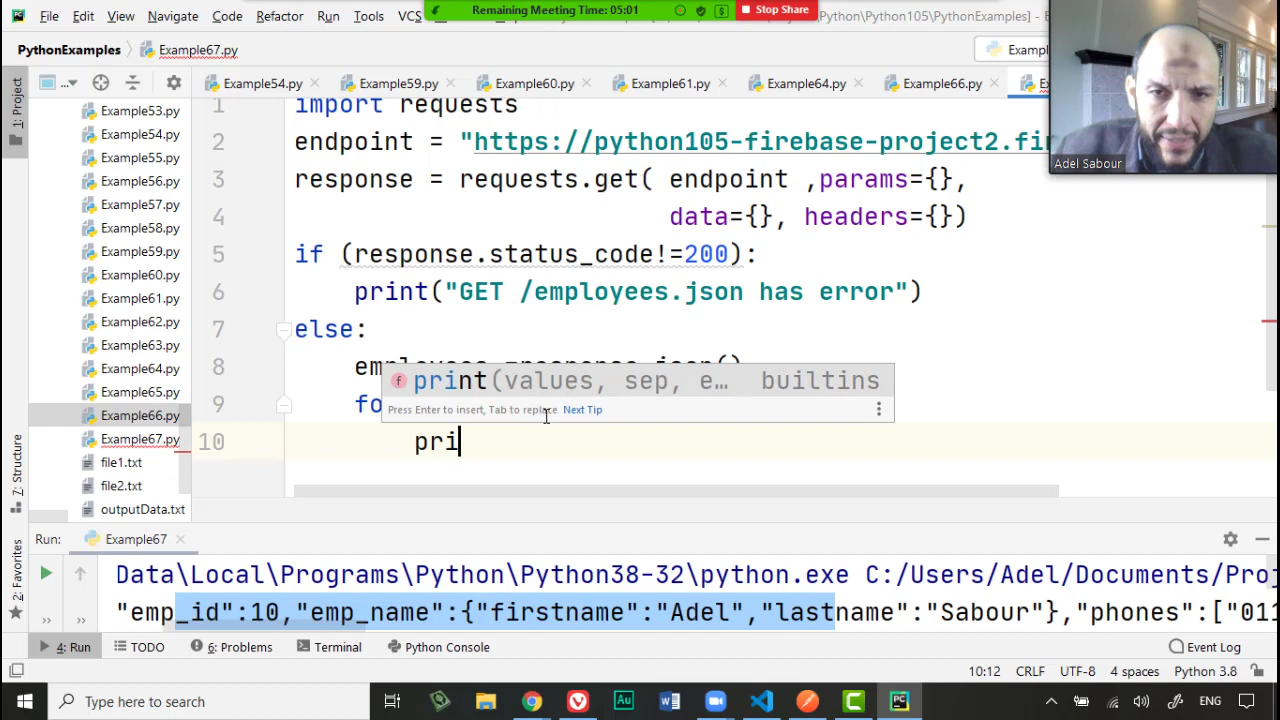 File Edit View Navigate Code Refactor Run Tools VCS
Remaining Meeting Time: 05:01 Stop Share
Python\Python105\PythonExamples]
PythonExamples Example67.py
Example54.py Example59.py Example60.py Example61.py Example64.py Example66.py
1: Project
7: Structure
2: Favorites
Example53.py
Example54.py
Example55.py
Example56.py
Example57.py
Example58.py
Example59.py
Example60.py
Example61.py
Example62.py
Example63.py
Example64.py
Example65.py
Example66.py
Example67.py
file1.txt
file2.txt
outputData.txt
Adel Sabour
1 import requests
2 endpoint = "https://python105-firebase-project2.fi
3 response = requests.get( endpoint ,params={},
4 data={}, headers={})
5 if (response.status_code!=200):
6 print("GET /employees.json has error")
7 else:
8 employees =response.json()
9 fo
print(values, sep, e… builtins
Press Enter to insert, Tab to replace Next Tip
10 pri
Run: Example67
Data\Local\Programs\Python\Python38-32\python.exe C:/Users/Adel/Documents/Pro
"emp_id":10,"emp_name":{"firstname":"Adel","lastname":"Sabour"},"phones":["011
4: Run TODO 6: Problems Terminal Python Console Event Log
10:12 CRLF UTF-8 4 spaces Python 3.8
Type here to search
ENG